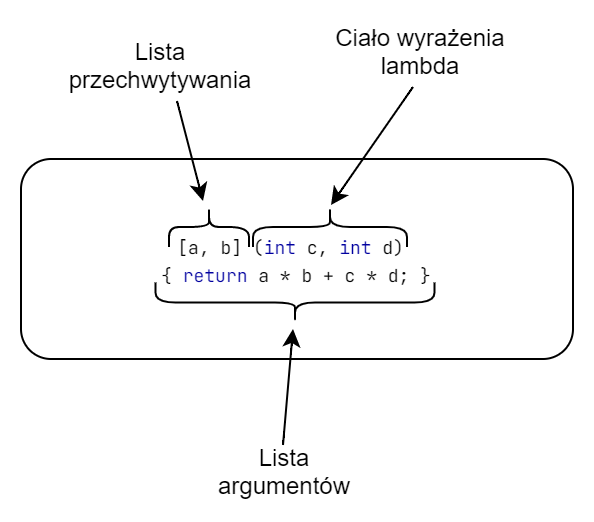 Lista
przechwytywania
Ciało wyrażenia
lambda
[a, b] (int c, int d)
{ return a * b + c * d; }
Lista
argumentów